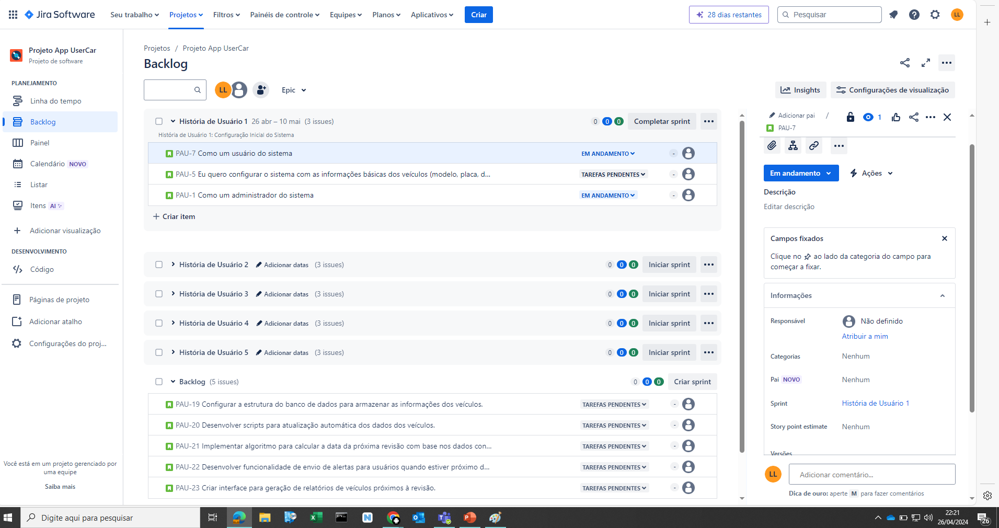 Jira Software
Seu trabalho
Projetos
Filtros
Painéis de controle
Equipes
Planos
Aplicativos
Criar
28 dias restantes
Pesquisar
LL
Projeto App UserCar
Projeto de software
PLANEJAMENTO
Linha do tempo
Backlog
Painel
Calendário NOVO
Listar
Itens AI
Adicionar visualização
DESENVOLVIMENTO
Código
Páginas de projeto
Adicionar atalho
Configurações do proj...
Você está em um projeto gerenciado por
uma equipe
Saiba mais
Projetos / Projeto App UserCar
Backlog
LL
Epic
Insights
Configurações de visualização
História de Usuário 1 26 abr – 10 mai (3 issues)
0 0 0 Completar sprint
História de Usuário 1: Configuração Inicial do Sistema
PAU-7 Como um usuário do sistema EM ANDAMENTO -
PAU-5 Eu quero configurar o sistema com as informações básicas dos veículos (modelo, placa, d... TAREFAS PENDENTES -
PAU-1 Como um administrador do sistema EM ANDAMENTO -
Criar item
História de Usuário 2 Adicionar datas (3 issues) 0 0 0 Iniciar sprint
História de Usuário 3 Adicionar datas (3 issues) 0 0 0 Iniciar sprint
História de Usuário 4 Adicionar datas (3 issues) 0 0 0 Iniciar sprint
História de Usuário 5 Adicionar datas (3 issues) 0 0 0 Iniciar sprint
Backlog (5 issues) 0 0 0 Criar sprint
PAU-19 Configurar a estrutura do banco de dados para armazenar as informações dos veículos. TAREFAS PENDENTES -
PAU-20 Desenvolver scripts para atualização automática dos dados dos veículos. TAREFAS PENDENTES -
PAU-21 Implementar algoritmo para calcular a data da próxima revisão com base nos dados con... TAREFAS PENDENTES -
PAU-22 Desenvolver funcionalidade de envio de alertas para usuários quando estiver próximo d... TAREFAS PENDENTES -
PAU-23 Criar interface para geração de relatórios de veículos próximos à revisão. TAREFAS PENDENTES -
Adicionar pai /
1
PAU-7
Em andamento
Ações
Descrição
Editar descrição
Campos fixados
Clique no ao lado da categoria do campo para
começar a fixar.
Informações
Responsável Não definido
Atribuir a mim
Categorias Nenhum
Pai NOVO Nenhum
Sprint História de Usuário 1
Story point estimate Nenhum
Versões
LL
Adicionar comentário...
Dica de ouro: aperte M para fazer comentários
Digite aqui para pesquisar
22:21
26/04/2024
26